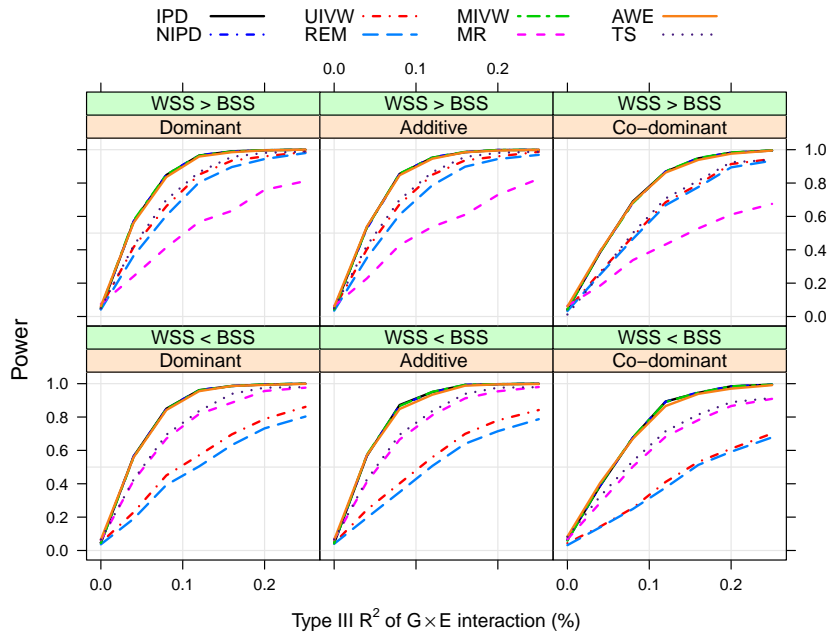 IPD UIVW MIVW AWE
NIPD REM MR TS
0.0 0.2
WSS > BSS WSS > BSS WSS > BSS
Dominant Additive Co−dominant
1.0
0.8
0.6
0.4
0.2
0.0
WSS < BSS WSS < BSS WSS < BSS
Dominant Additive Co−dominant
Power
1.0
0.8
0.6
0.4
0.2
0.0
0.0 0.1 0.2 0.0 0.1 0.2
Type III R² of G×E interaction (%)